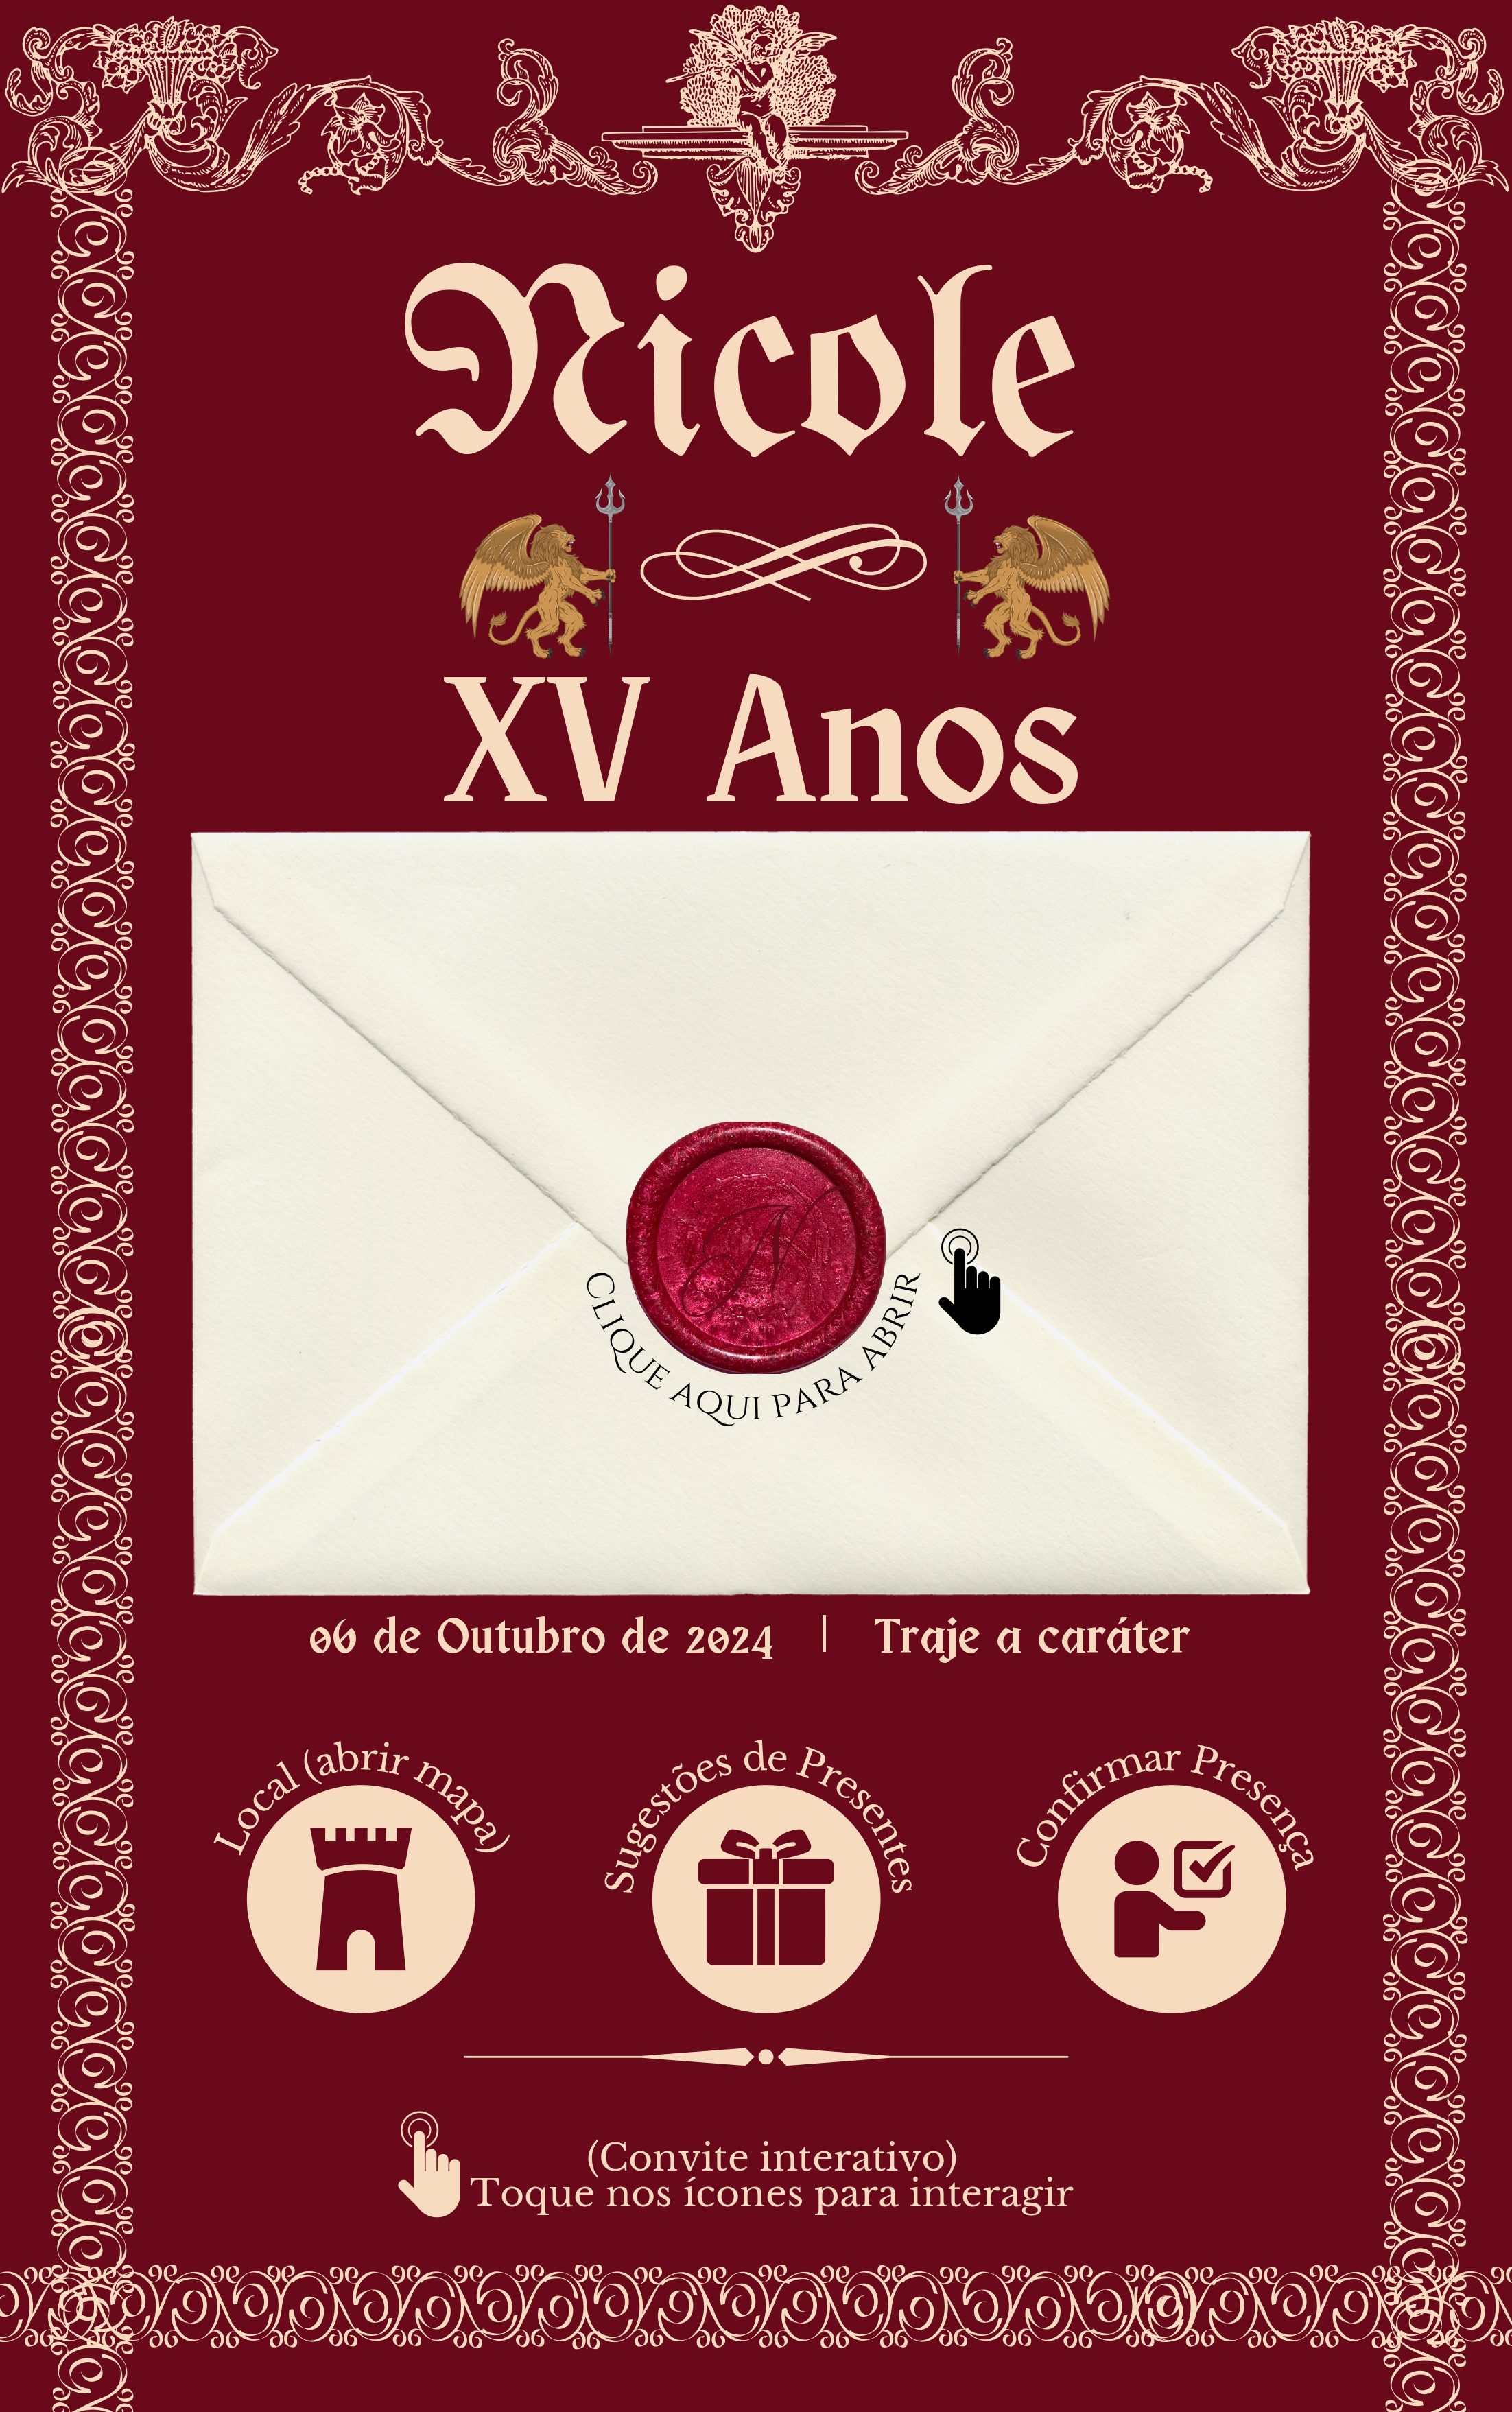 Nicole
XV Anos
N
CLIQUE AQUI PARA ABRIR
06 de Outubro de 2024 | Traje a caráter
Local (abrir mapa)
Sugestões de Presentes
Confirmar Presença
(Convite interativo)
Toque nos ícones para interagir